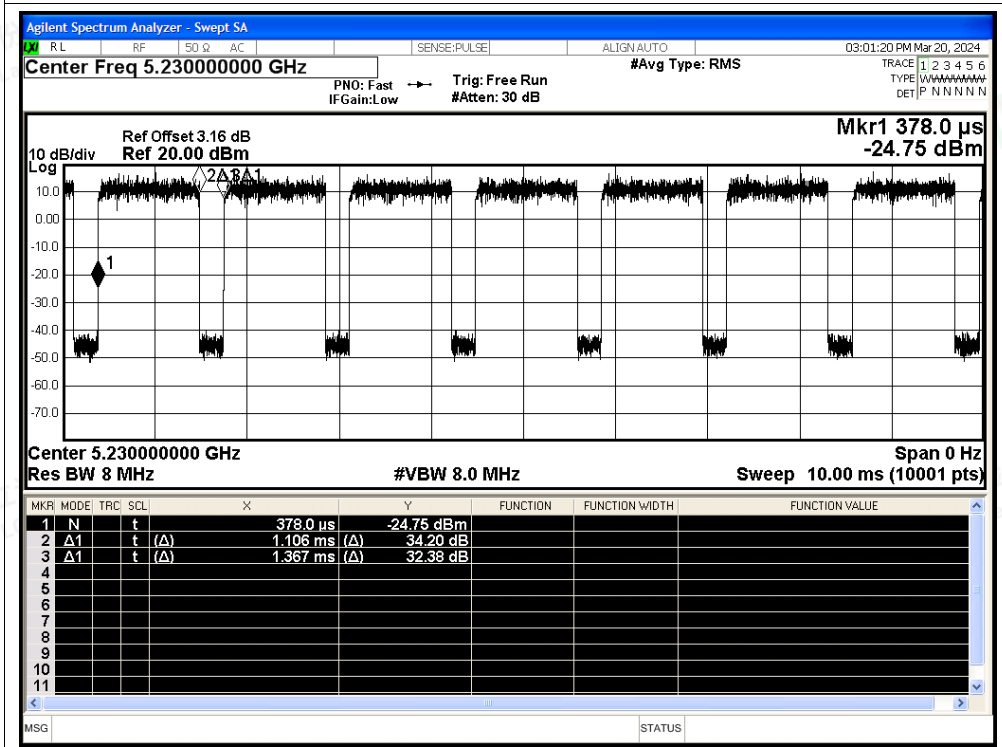 Agilent Spectrum Analyzer - Swept SA
LXI RL RF 50 Ω AC SENSE:PULSE ALIGN AUTO 03:01:20 PM Mar 20, 2024
Center Freq 5.230000000 GHz #Avg Type: RMS TRACE 1 2 3 4 5 6
PNO: Fast Trig: Free Run TYPE WWWWWW
IFGain:Low #Atten: 30 dB DET P N N N N N
Mkr1 378.0 µs
Ref Offset 3.16 dB
10 dB/div Ref 20.00 dBm -24.75 dBm
Log
2Δ1 3Δ1
10.0
0.00
-10.0
1
-20.0
-30.0
-40.0
-50.0
-60.0
-70.0
Center 5.230000000 GHz Span 0 Hz
Res BW 8 MHz #VBW 8.0 MHz Sweep 10.00 ms (10001 pts)
MKR MODE TRC SCL X Y FUNCTION FUNCTION WIDTH FUNCTION VALUE
1 N t 378.0 µs -24.75 dBm
2 Δ1 t (Δ) 1.106 ms (Δ) 34.20 dB
3 Δ1 t (Δ) 1.367 ms (Δ) 32.38 dB
4
5
6
7
8
9
10
11
MSG STATUS